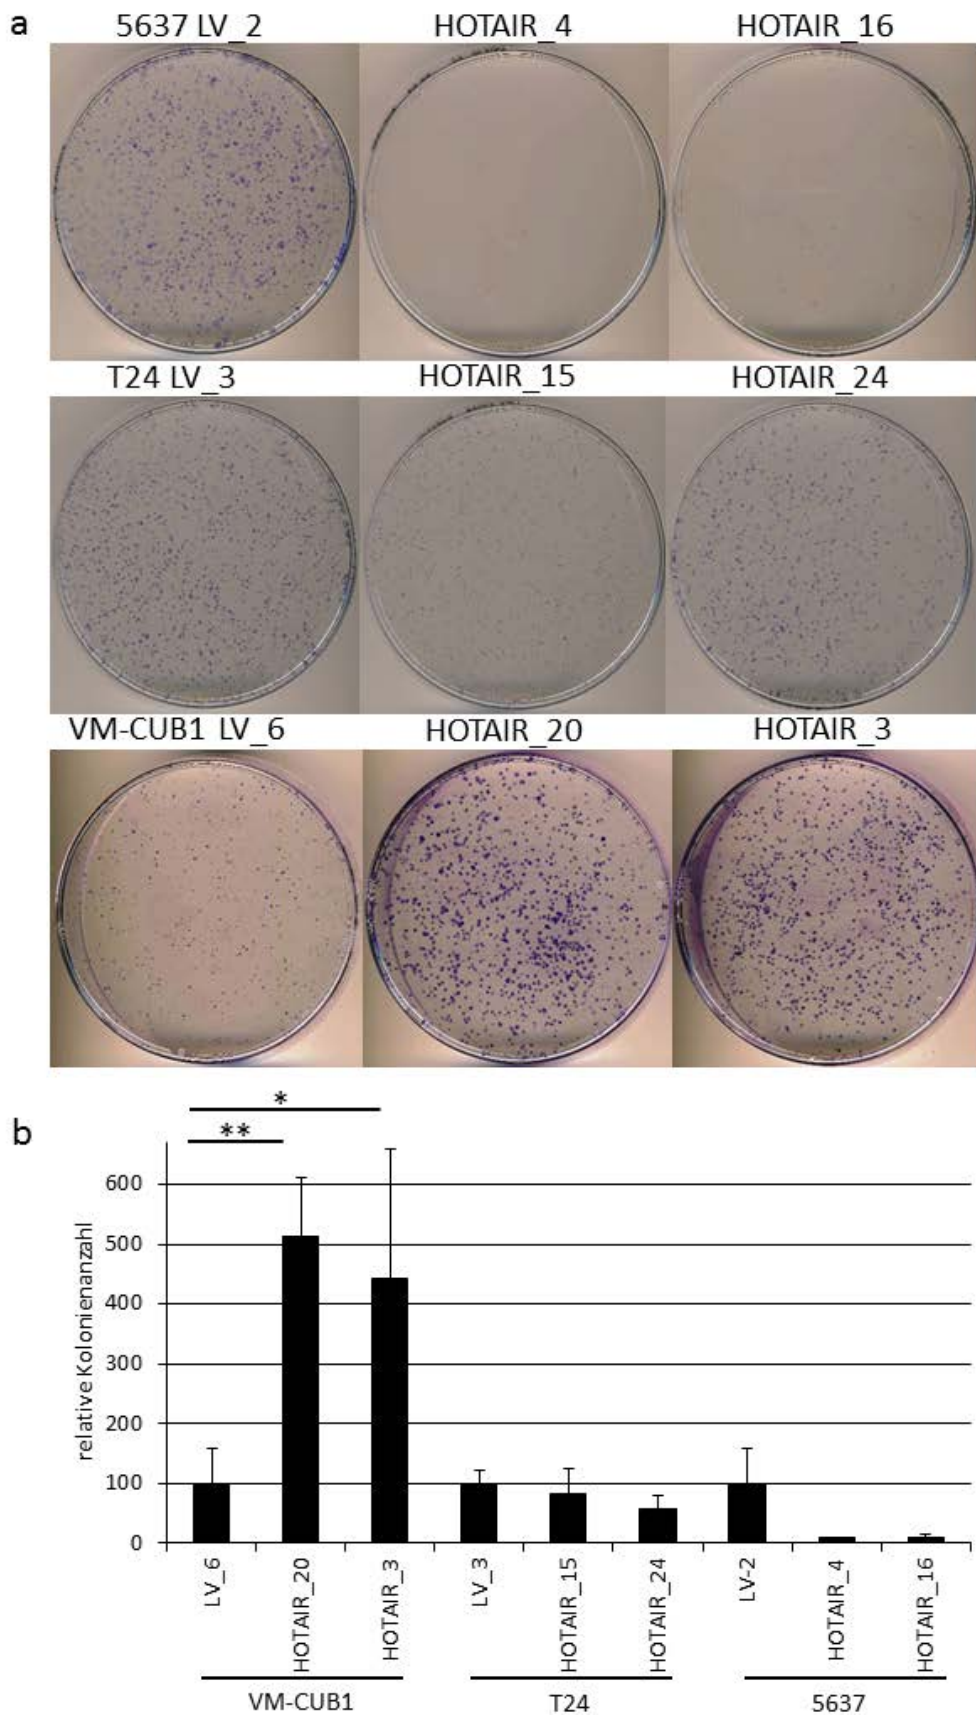 a
5637 LV_2 HOTAIR_4 HOTAIR_16
T24 LV_3 HOTAIR_15 HOTAIR_24
VM-CUB1 LV_6 HOTAIR_20 HOTAIR_3
b
*
**
relative Kolonienanzahl
600
500
400
300
200
100
0
LV_6 HOTAIR_20 HOTAIR_3 LV_3 HOTAIR_15 HOTAIR_24 LV-2 HOTAIR_4 HOTAIR_16
VM-CUB1 T24 5637